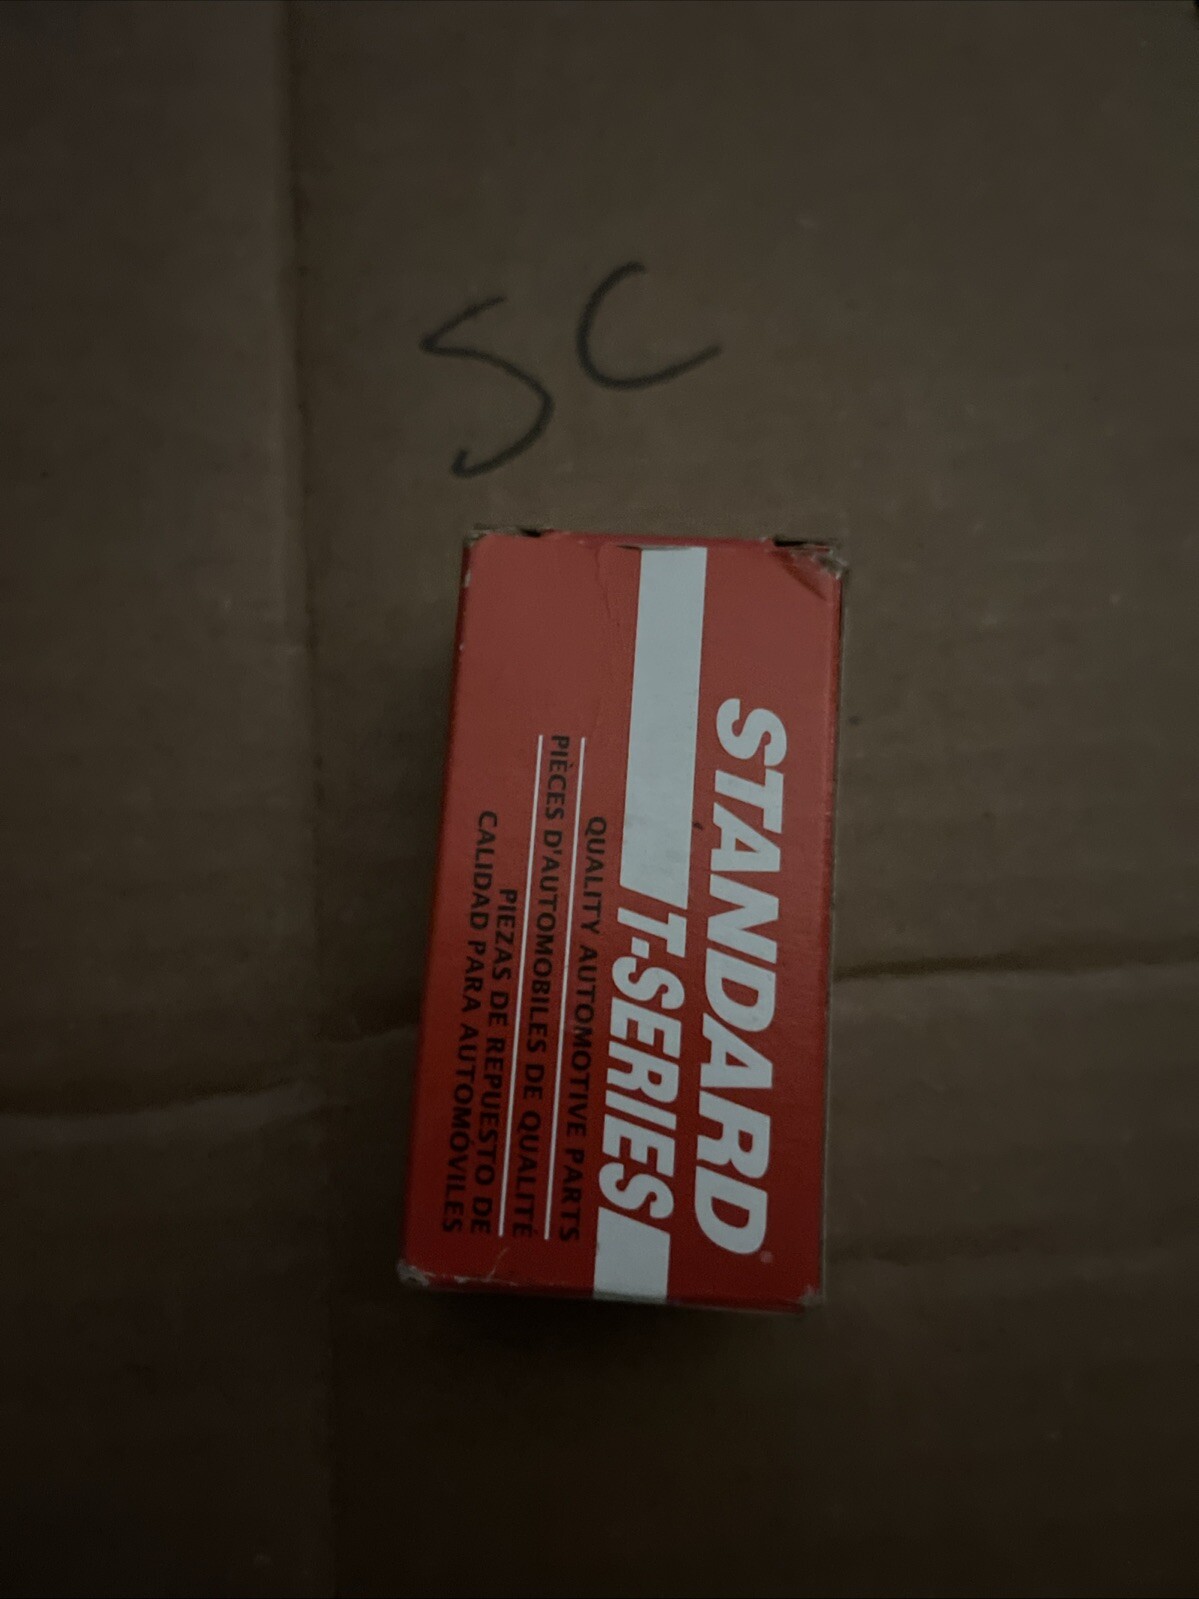 SC
STANDARD®
T-SERIES
QUALITY AUTOMOTIVE PARTS
PIÈCES D'AUTOMOBILES DE QUALITÉ
PIEZAS DE REPUESTO DE
CALIDAD PARA AUTOMÓVILES